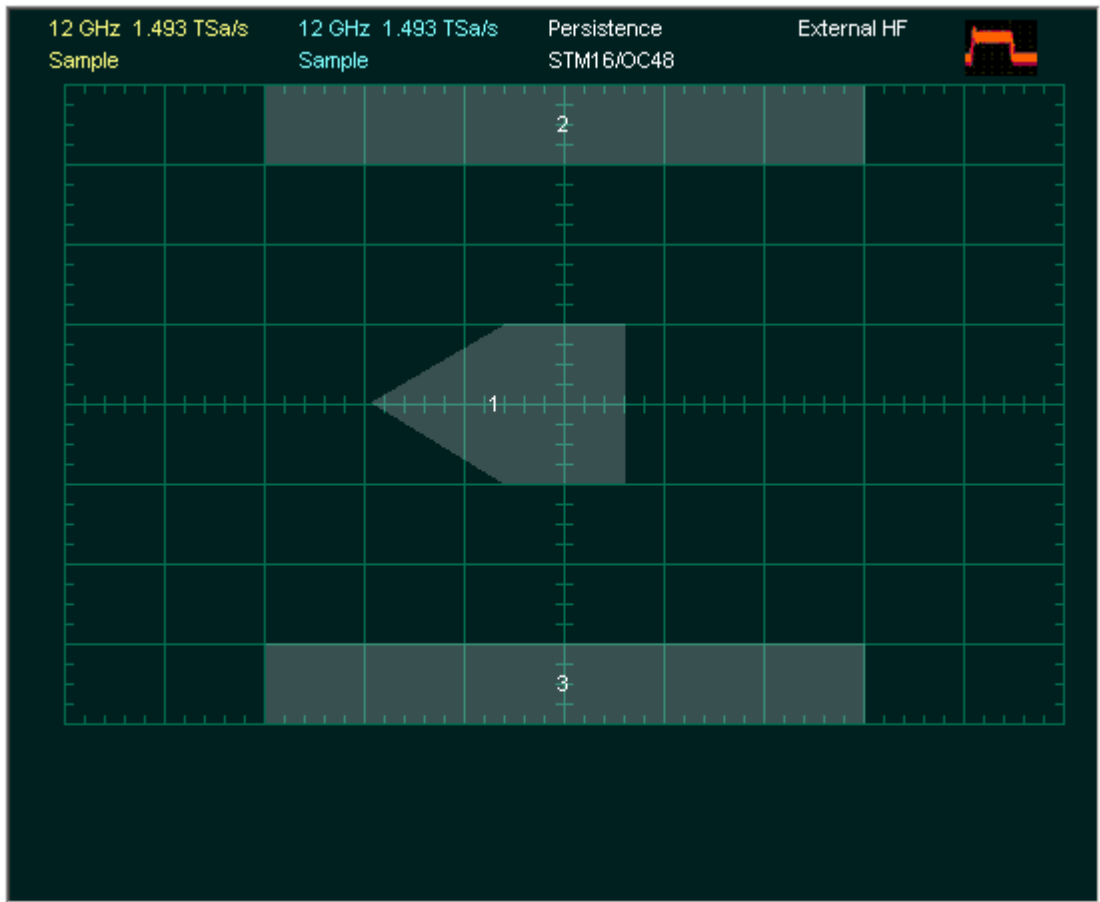 12 GHz 1.493 TSa/s 12 GHz 1.493 TSa/s Persistence External HF
Sample Sample STM16/OC48
2
1
3